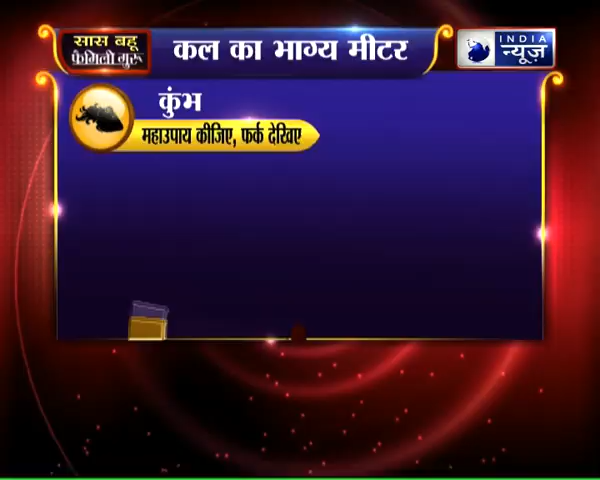 सास बहू
फैमिली गुरू
कल का भाग्य मीटर
INDIA
न्यूज़
कुंभ
महाउपाय कीजिए, फर्क देखिए